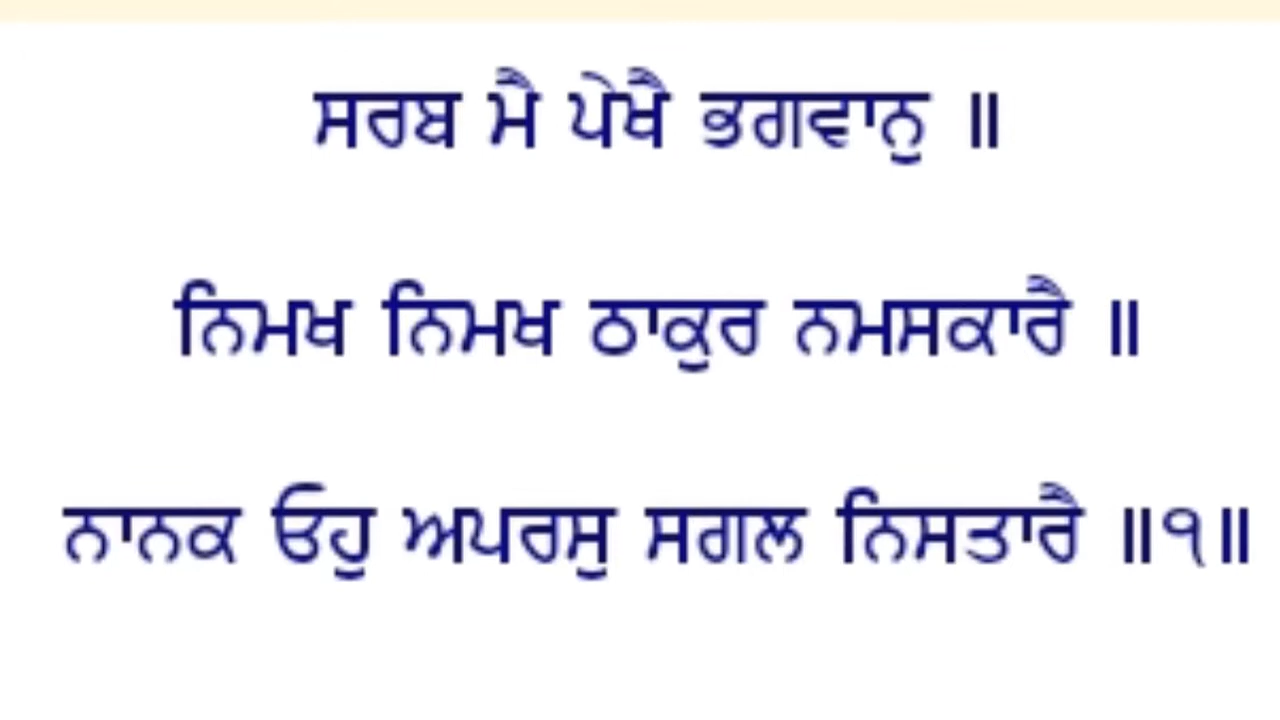 ਸਰਬ ਮੈ ਪੇਖੈ ਭਗਵਾਨੁ ॥
ਨਿਮਖ ਨਿਮਖ ਠਾਕੁਰ ਨਮਸਕਾਰੈ ॥
ਨਾਨਕ ਓਹੁ ਅਪਰਸੁ ਸਗਲ ਨਿਸਤਾਰੈ ॥੧॥